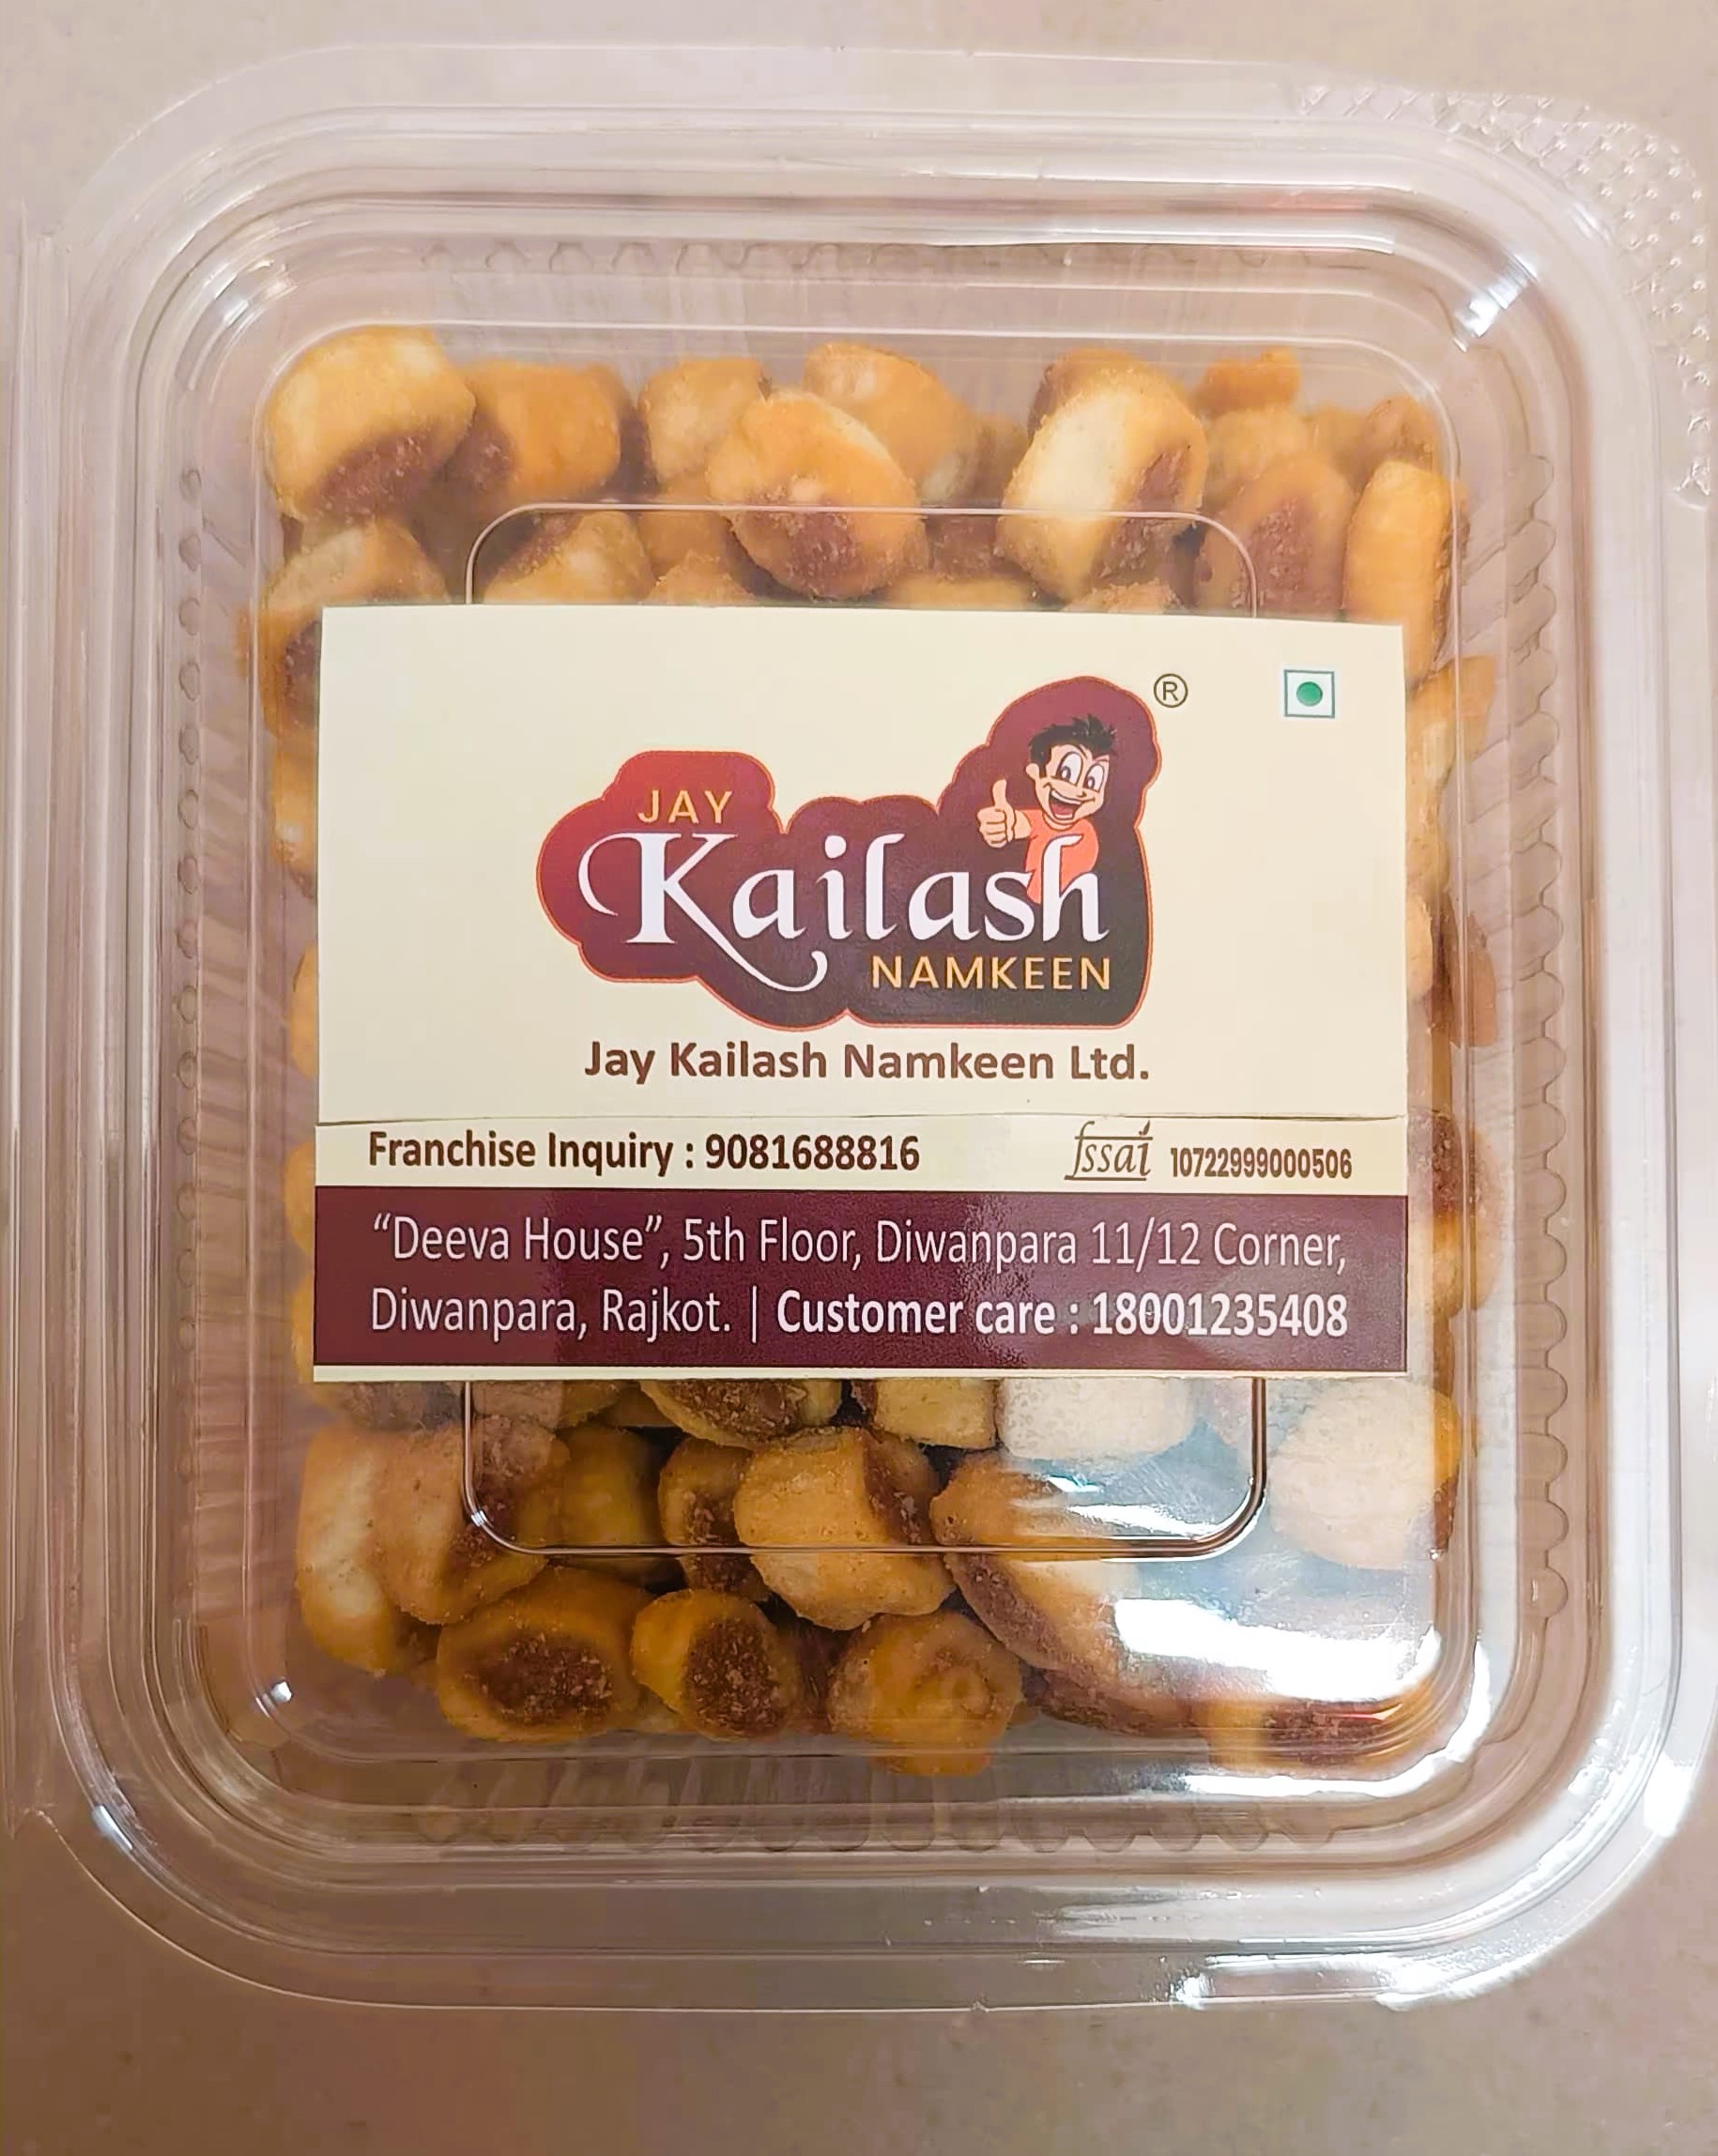 ®
JAY
Kailash
NAMKEEN
Jay Kailash Namkeen Ltd.
Franchise Inquiry : 9081688816
fssai 10722999000506
“Deeva House”, 5th Floor, Diwanpara 11/12 Corner,
Diwanpara, Rajkot. | Customer care : 18001235408